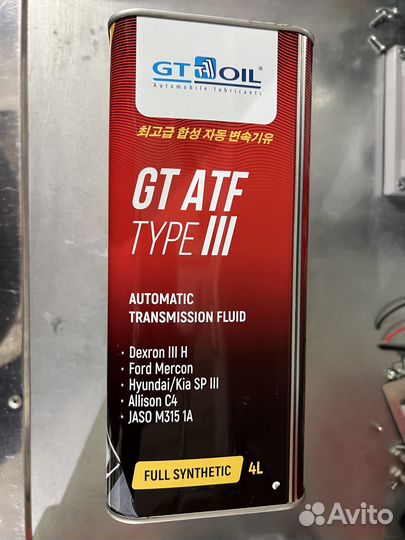 GT OIL®
Automobile lubricants
최고급 합성 자동 변속기유
GT ATF
TYPE III
AUTOMATIC
TRANSMISSION FLUID
· Dexron III H
· Ford Mercon
· Hyundai/Kia SP III
· Allison C4
· JASO M315 1A
FULL SYNTHETIC 4L
Avito